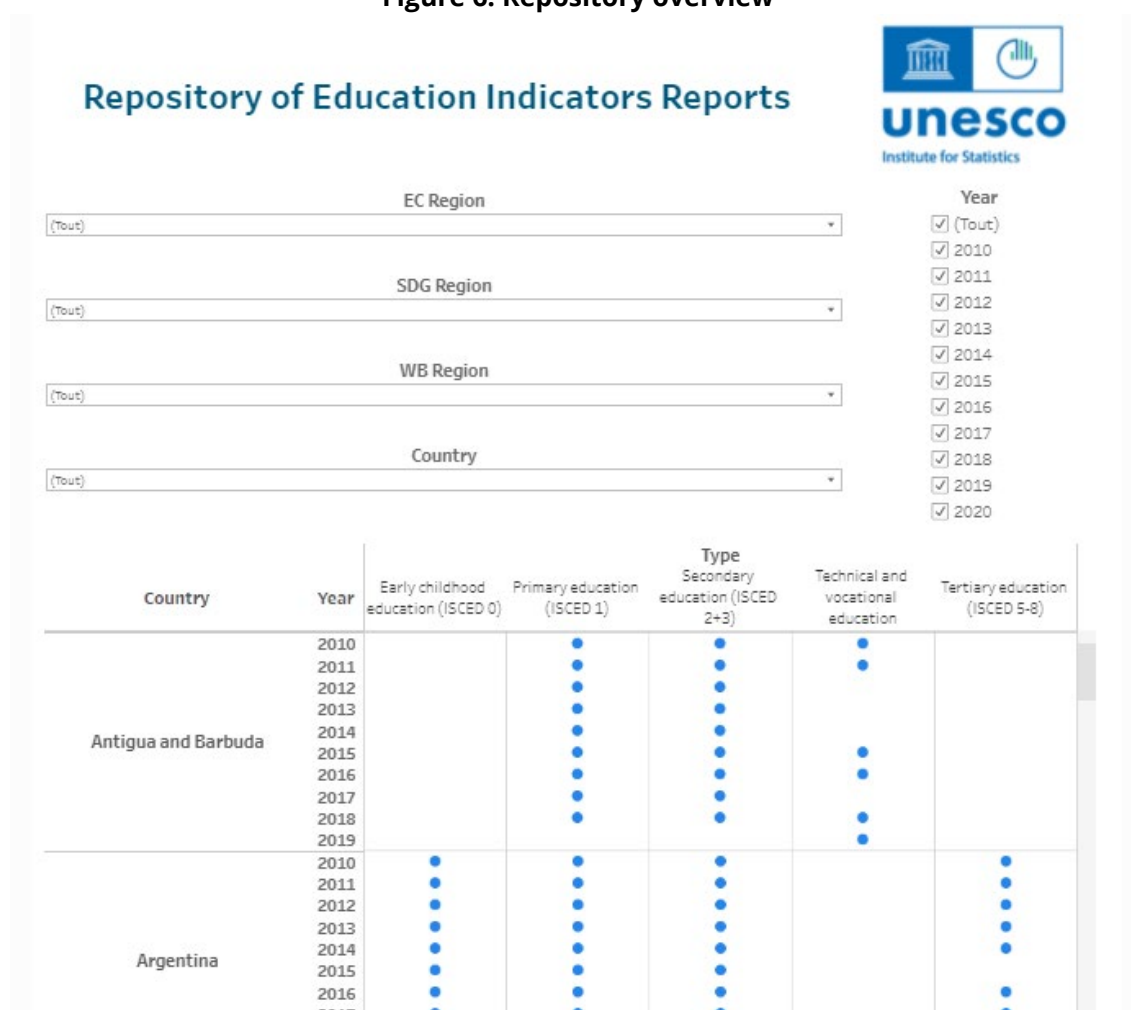 Figure 6. Repository overview
Repository of Education Indicators Reports
unesco
Institute for Statistics
EC Region
(Tout)
SDG Region
(Tout)
WB Region
(Tout)
Country
(Tout)
Year
(Tout)
2010
2011
2012
2013
2014
2015
2016
2017
2018
2019
2020
Type
Country
Year
Early childhood
education (ISCED 0)
Primary education
(ISCED 1)
Secondary
education (ISCED
2+3)
Technical and
vocational
education
Tertiary education
(ISCED 5-8)
Antigua and Barbuda
2010
2011
2012
2013
2014
2015
2016
2017
2018
2019
Argentina
2010
2011
2012
2013
2014
2015
2016